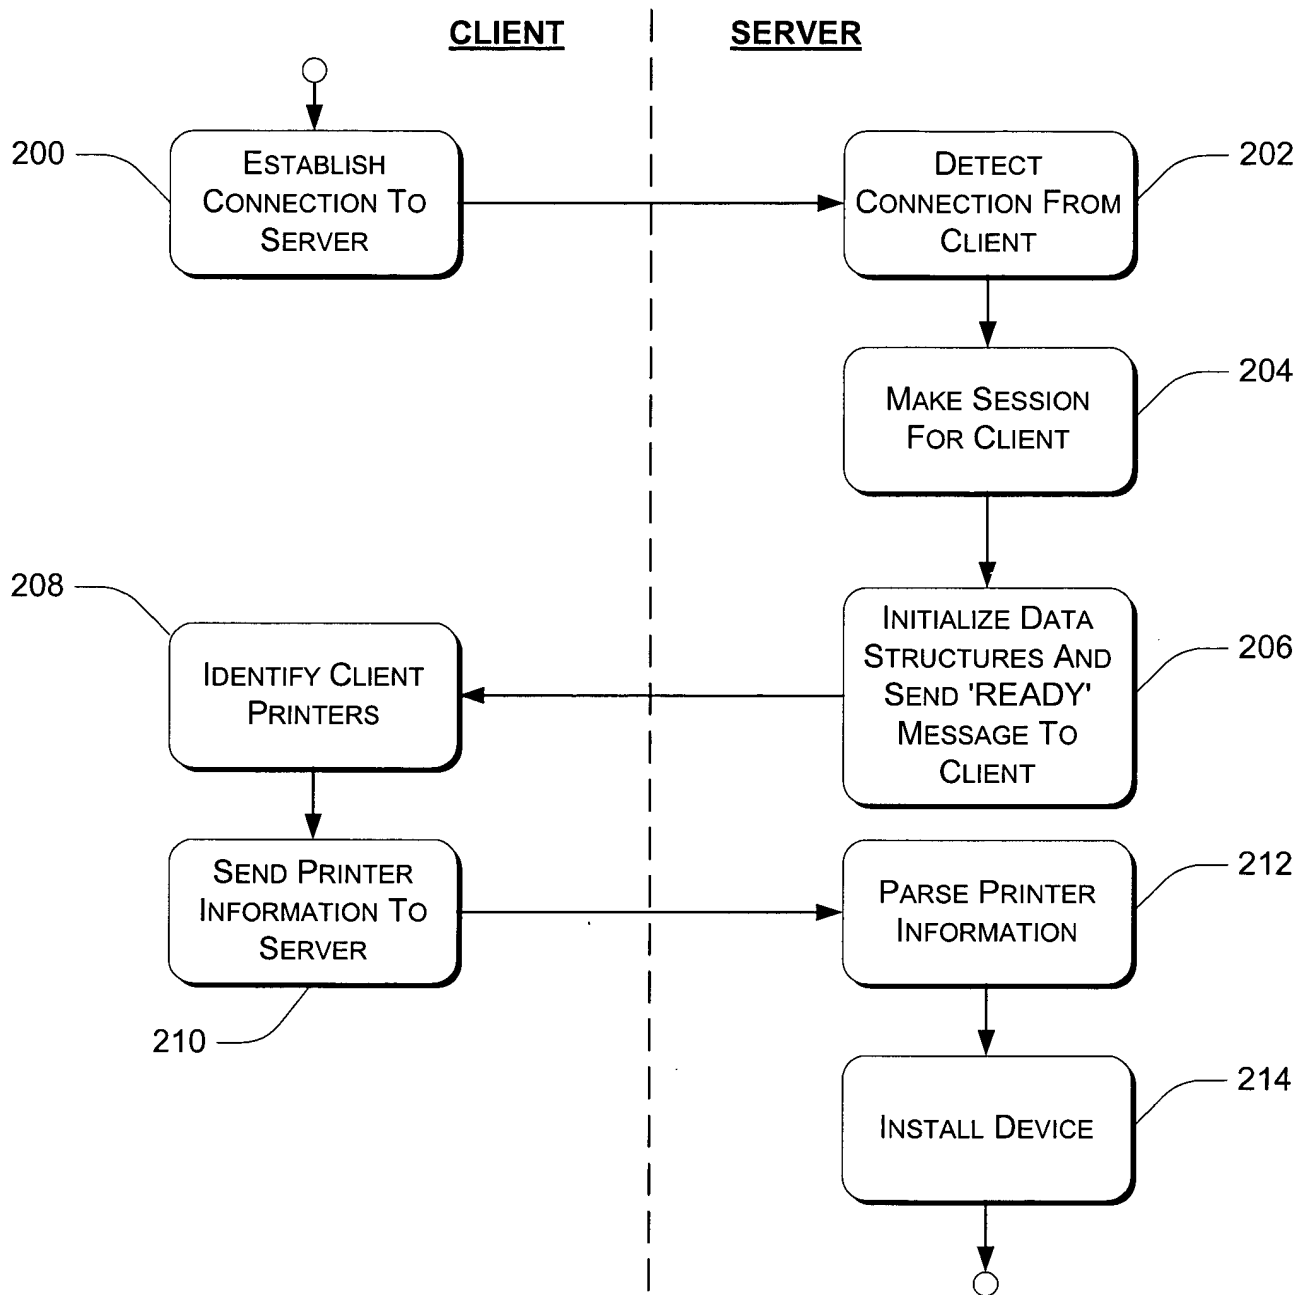 CLIENT
SERVER
200
ESTABLISH
CONNECTION TO
SERVER
DETECT
CONNECTION FROM
CLIENT
202
MAKE SESSION
FOR CLIENT
204
208
IDENTIFY CLIENT
PRINTERS
INITIALIZE DATA
STRUCTURES AND
SEND 'READY'
MESSAGE TO
CLIENT
206
SEND PRINTER
INFORMATION TO
SERVER
210
PARSE PRINTER
INFORMATION
212
INSTALL DEVICE
214